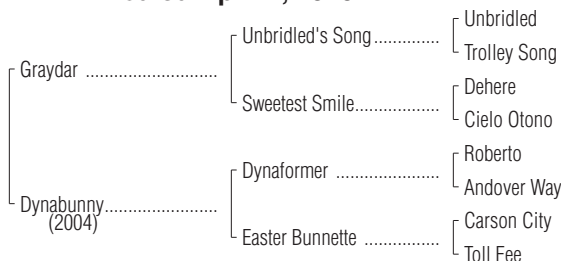 Unbridled
Unbridled's Song
Trolley Song
Graydar
Dehere
Sweetest Smile
Cielo Otono
Roberto
Dynaformer
Andover Way
Dynabunny
(2004)
Carson City
Easter Bunnette
Toll Fee